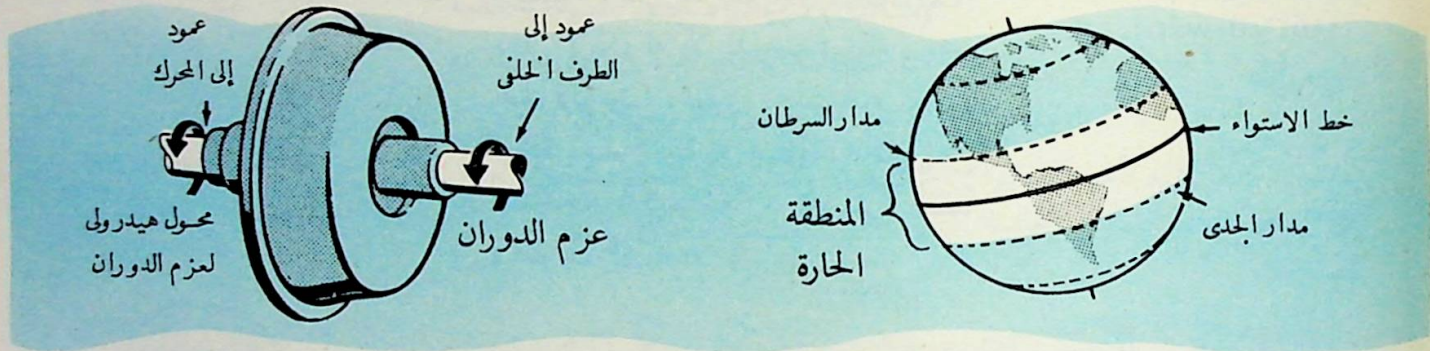 خط الاستواء
مدار السرطان
المنطقة
الحارة
مدار الجدى
عمود إلى
الطرف الخلفى
عمود
إلى المحرك
عزم الدوران
محول هيدرولى
لعزم الدوران